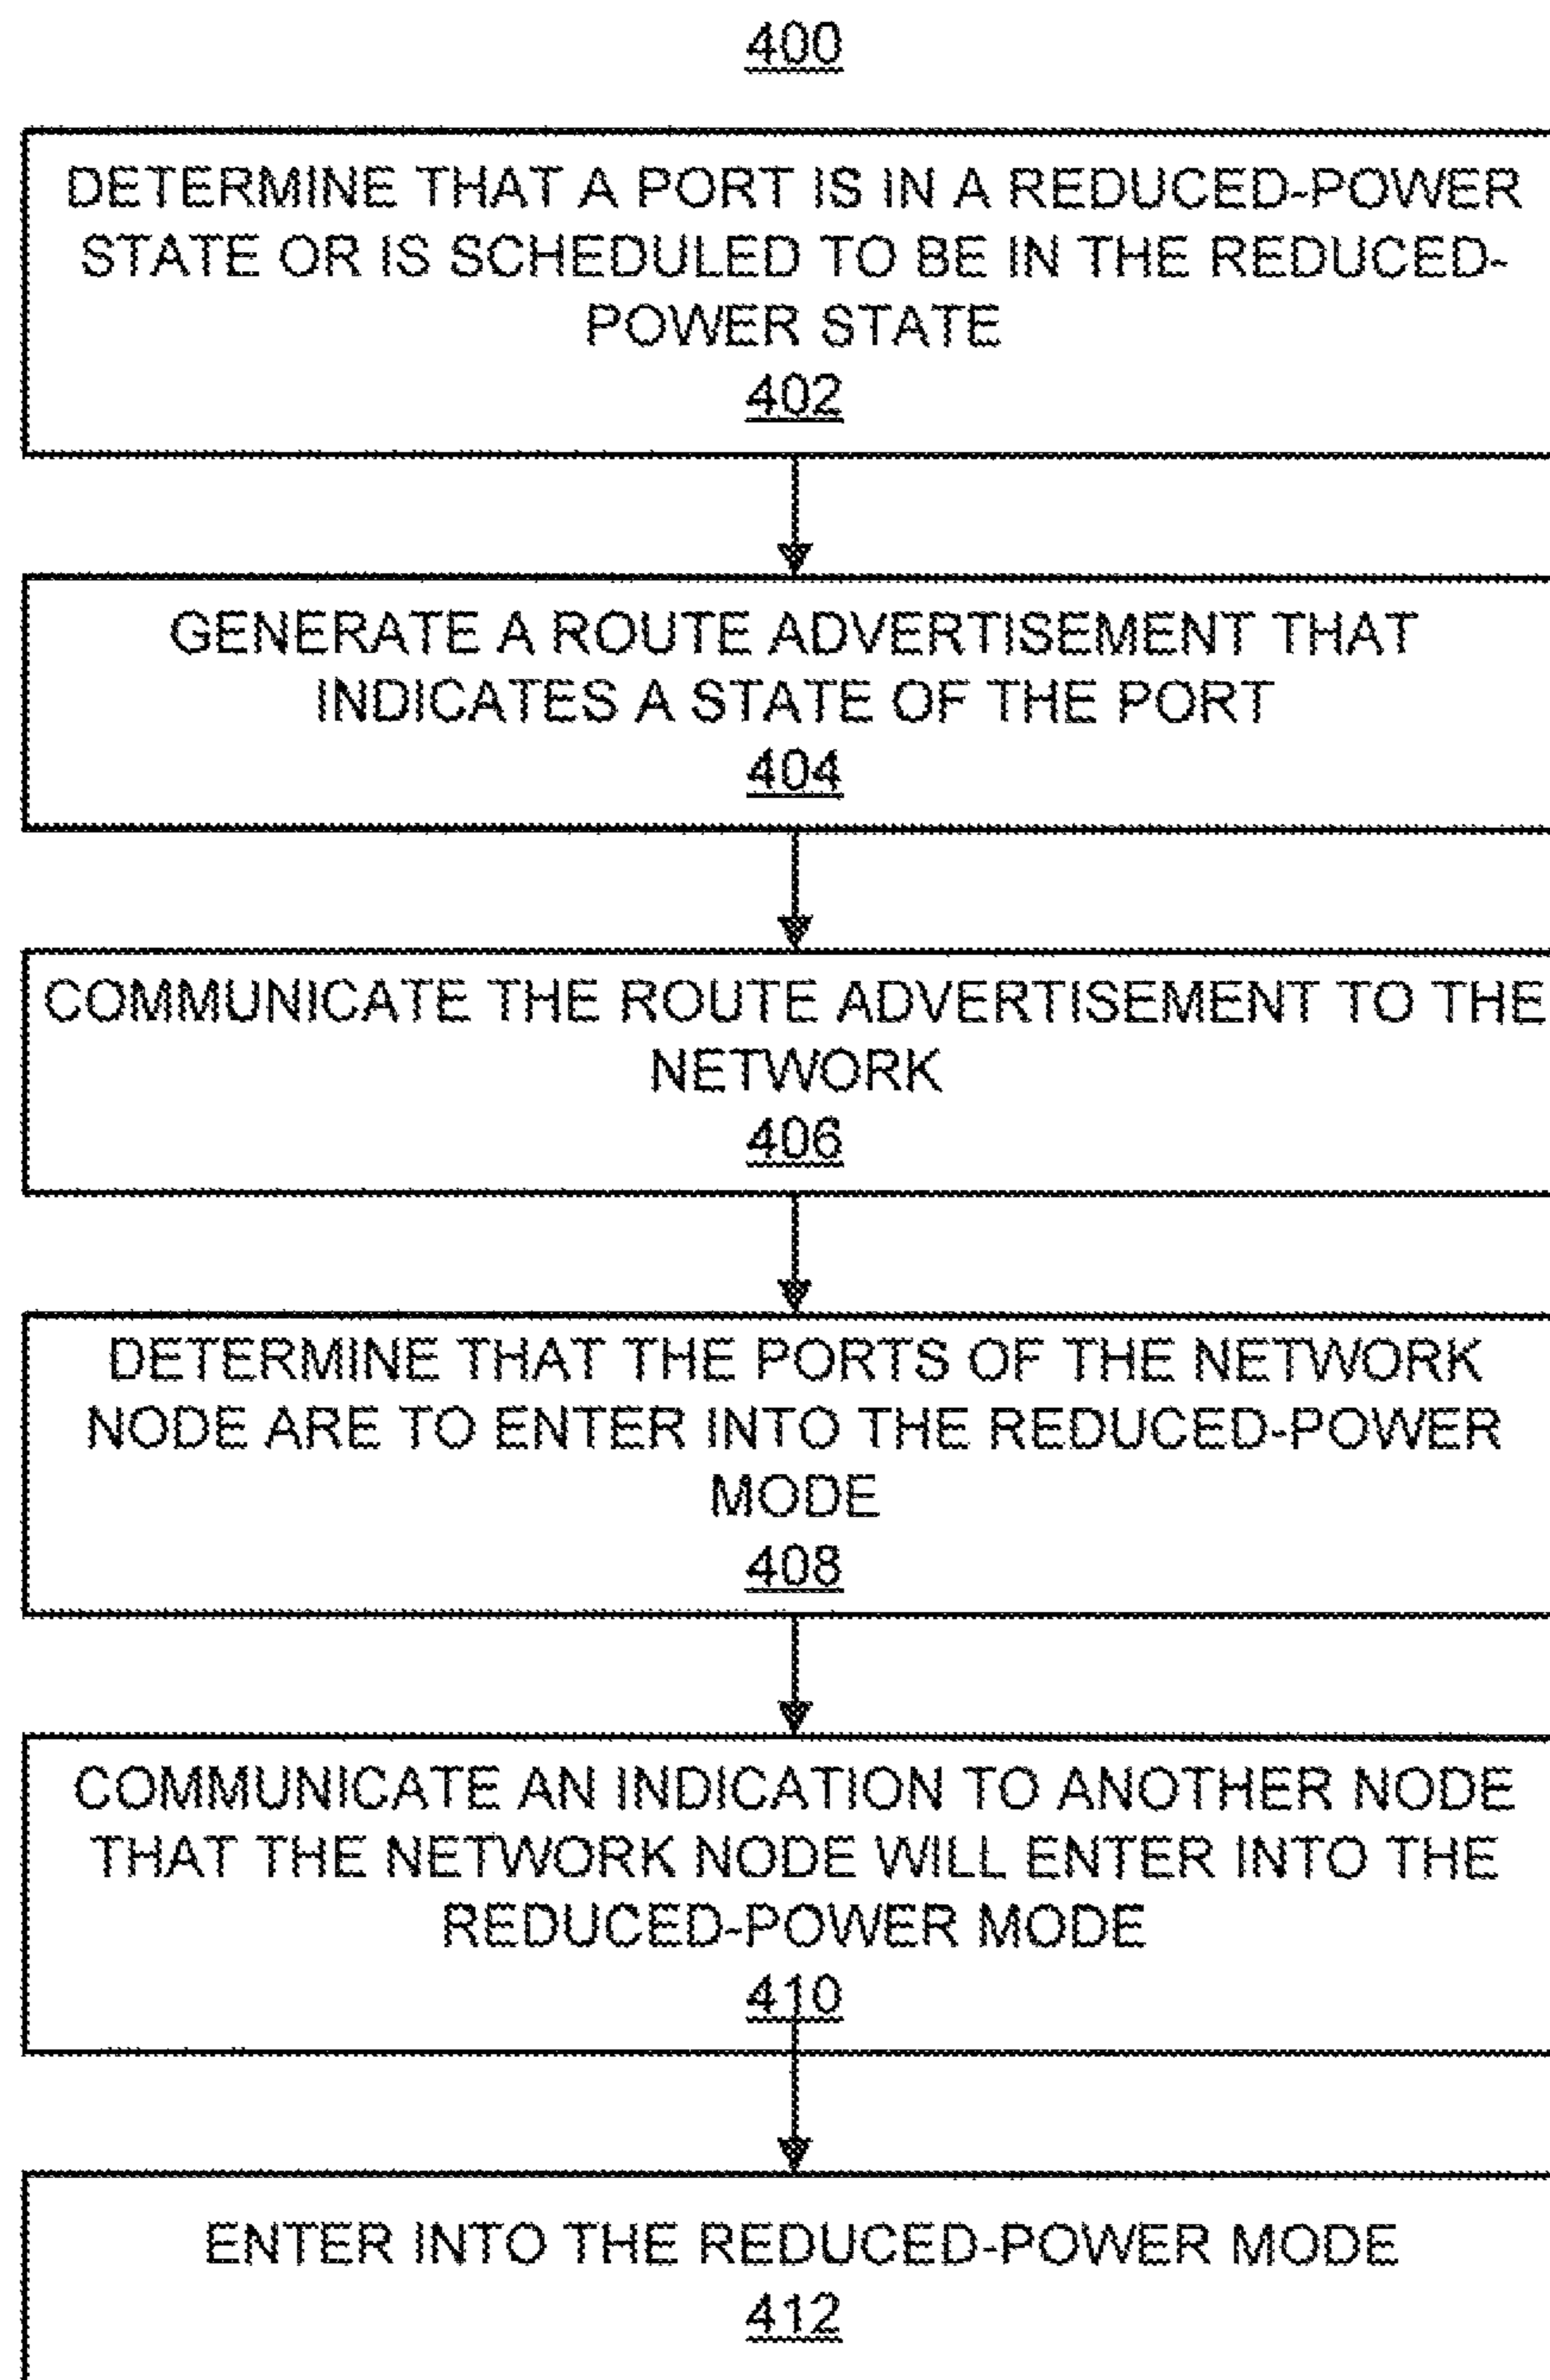 400
DETERMINE THAT A PORT IS IN A REDUCED-POWER
STATE OR IS SCHEDULED TO BE IN THE REDUCED-
POWER STATE
402
GENERATE A ROUTE ADVERTISEMENT THAT
INDICATES A STATE OF THE PORT
404
COMMUNICATE THE ROUTE ADVERTISEMENT TO THE
NETWORK
406
DETERMINE THAT THE PORTS OF THE NETWORK
NODE ARE TO ENTER INTO THE REDUCED-POWER
MODE
408
COMMUNICATE AN INDICATION TO ANOTHER NODE
THAT THE NETWORK NODE WILL ENTER INTO THE
REDUCED-POWER MODE
410
ENTER INTO THE REDUCED-POWER MODE
412